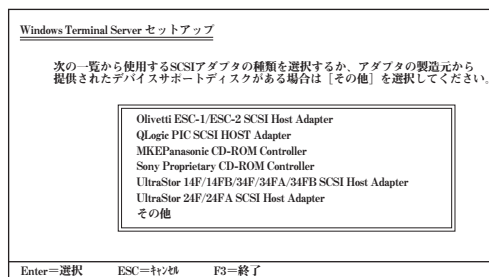 Windows Terminal Server セットアップ
次の一覧から使用するSCSIアダプタの種類を選択するか、アダプタの製造元から
提供されたデバイスサポートディスクがある場合は［その他］を選択してください。
Olivetti ESC-1/ESC-2 SCSI Host Adapter
QLogic PIC SCSI HOST Adapter
MKEPanasonic CD-ROM Controller
Sony Proprietary CD-ROM Controller
UltraStor 14F/14FB/34F/34FA/34FB SCSI Host Adapter
UltraStor 24F/24FA SCSI Host Adapter
その他
Enter＝選択 ESC＝ｷｬﾝｾﾙ F3＝終了